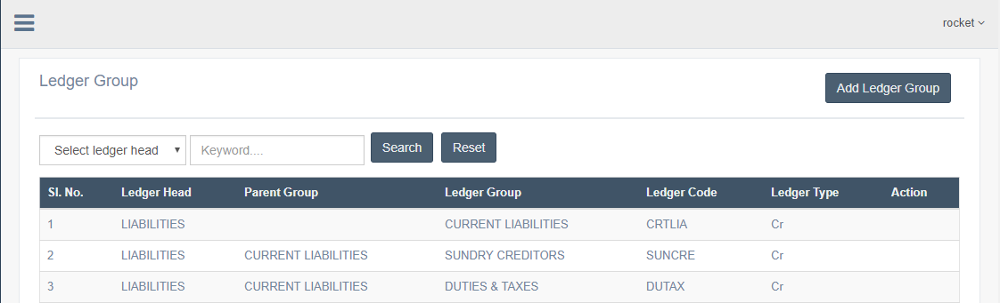 rocket
Ledger Group
Add Ledger Group
Select ledger head Keyword.... Search Reset
Sl. No. Ledger Head Parent Group Ledger Group Ledger Code Ledger Type Action
1 LIABILITIES CURRENT LIABILITIES CRTLIA Cr
2 LIABILITIES CURRENT LIABILITIES SUNDRY CREDITORS SUNCRE Cr
3 LIABILITIES CURRENT LIABILITIES DUTIES & TAXES DUTAX Cr